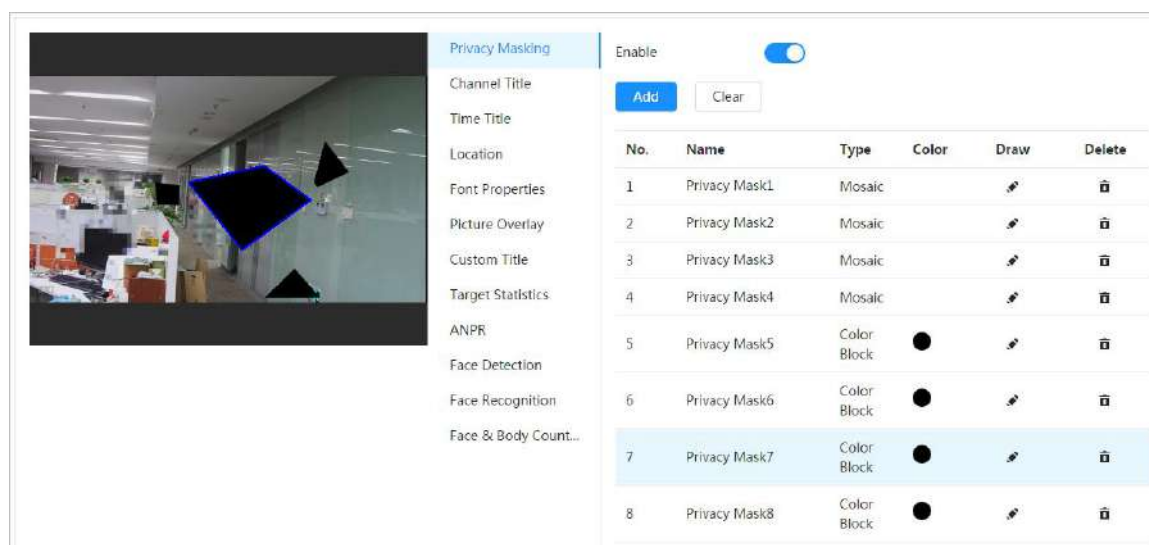 Privacy Masking
Channel Title
Time Title
Location
Font Properties
Picture Overlay
Custom Title
Target Statistics
ANPR
Face Detection
Face Recognition
Face & Body Count...
Enable
Add Clear
No. Name Type Color Draw Delete
1 Privacy Mask1 Mosaic
2 Privacy Mask2 Mosaic
3 Privacy Mask3 Mosaic
4 Privacy Mask4 Mosaic
5 Privacy Mask5 Color Block
6 Privacy Mask6 Color Block
7 Privacy Mask7 Color Block
8 Privacy Mask8 Color Block